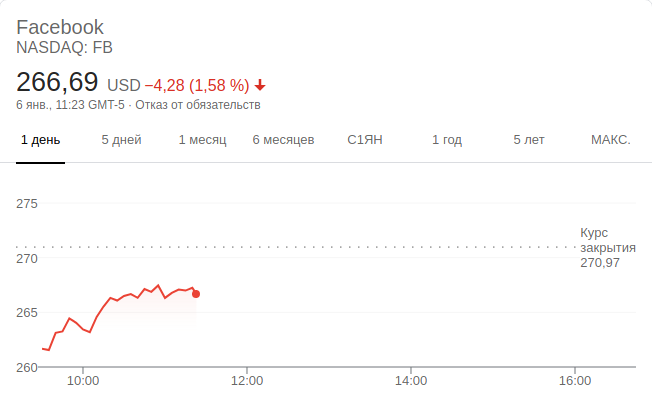 Facebook
NASDAQ: FB
266,69 USD −4,28 (1,58 %)
6 янв., 11:23 GMT-5 · Отказ от обязательств
1 день 5 дней 1 месяц 6 месяцев С1ЯН 1 год 5 лет МАКС.
275
Курс
закрытия
270,97
270
265
260
10:00 12:00 14:00 16:00